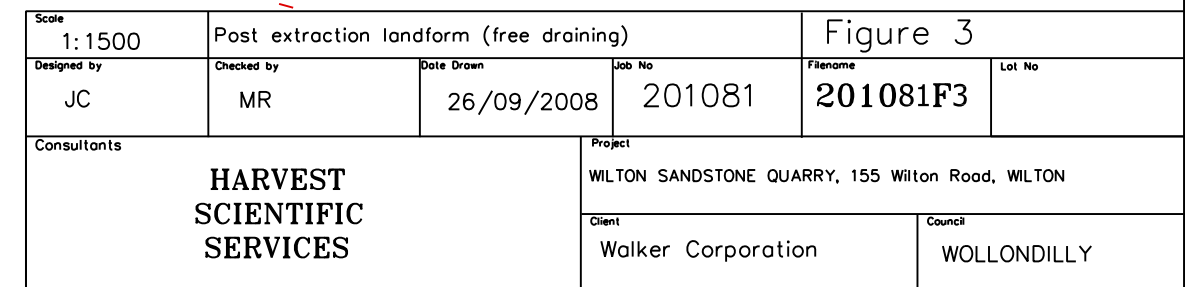 Scale
1:1500
Post extraction landform (free draining)
Figure 3
Designed by
JC
Checked by
MR
Date Drawn
26/09/2008
Job No
201081
Filename
201081F3
Lot No
Consultants
HARVEST
SCIENTIFIC
SERVICES
Project
WILTON SANDSTONE QUARRY, 155 Wilton Road, WILTON
Client
Walker Corporation
Council
WOLLONDILLY